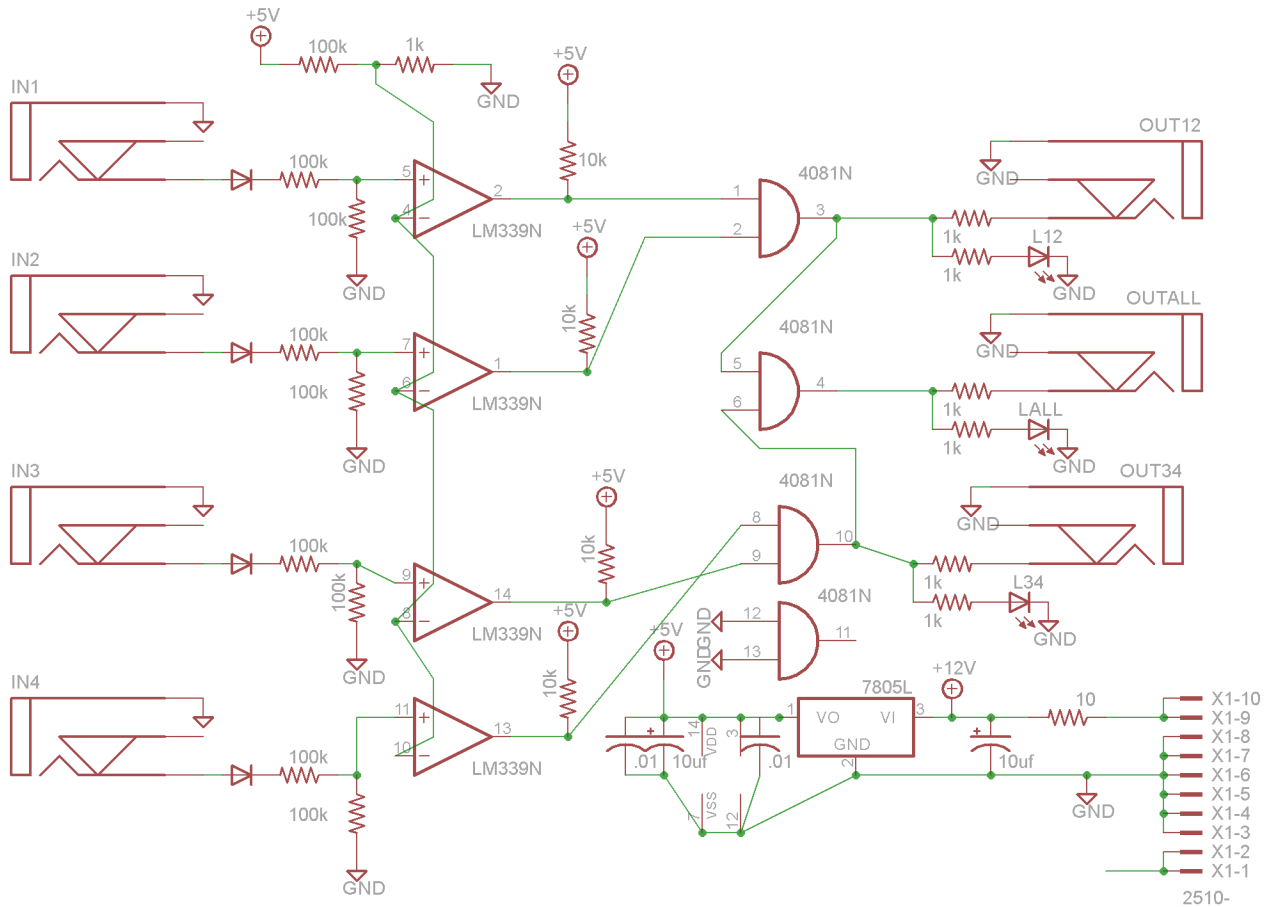 +5V
100k
1k
GND
+5V
IN1
100k
5
+
4
−
2
LM339N
100k
GND
10k
+5V
1
2
4081N
3
OUT12
GND
1k
L12
1k
GND
IN2
100k
7
+
6
−
1
LM339N
100k
GND
10k
4081N
5
6
4
OUTALL
GND
1k
LALL
1k
GND
IN3
100k
9
+
8
−
14
LM339N
100k
GND
+5V
10k
4081N
8
9
10
OUT34
GND
1k
L34
1k
GND
4081N
GND
12
GND
13
11
IN4
100k
11
+
10
−
13
LM339N
100k
GND
+5V
10k
+5V
.01
+
10uf
14
VDD
3
.01
7
VSS
12
7805L
1
VO
VI
3
GND
2
+12V
+
10uf
10
GND
X1-10
X1-9
X1-8
X1-7
X1-6
X1-5
X1-4
X1-3
X1-2
X1-1
2510-